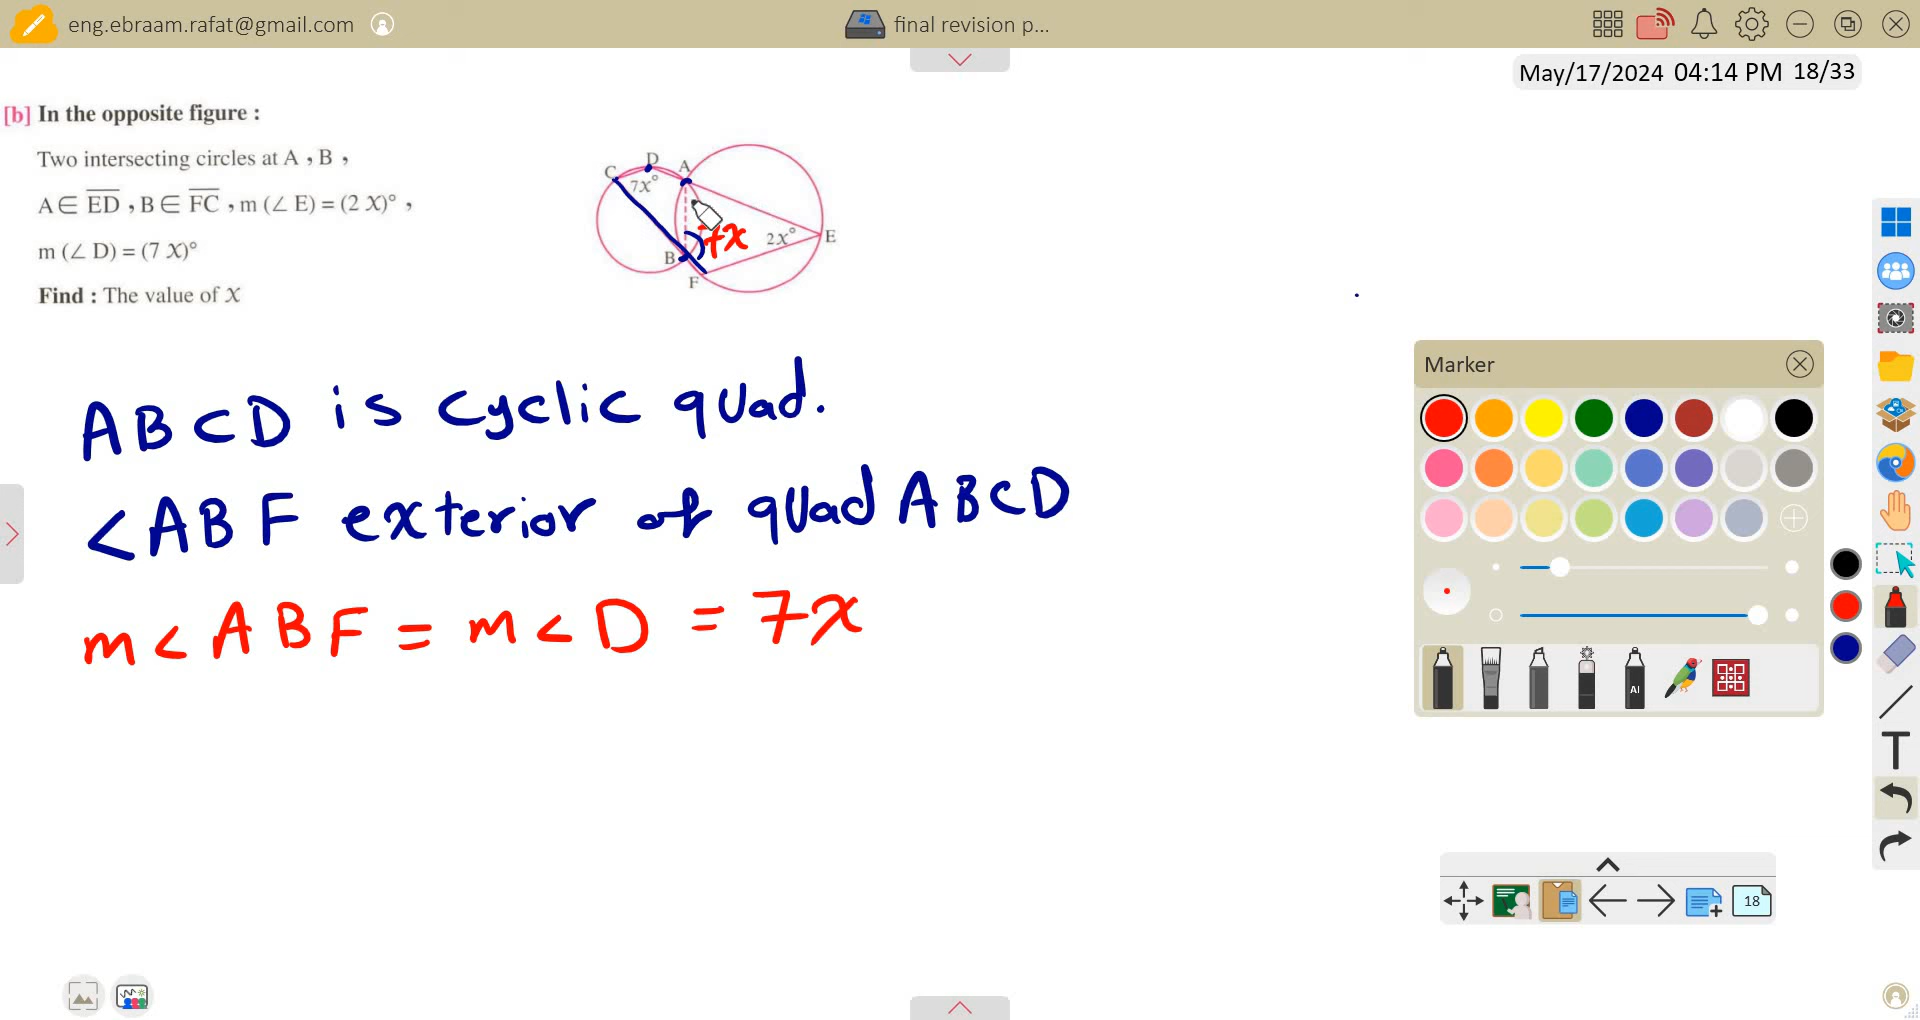 eng.ebraam.rafat@gmail.com
final revision p...
May/17/2024 04:14 PM 18/33
[b] In the opposite figure :
Two intersecting circles at A , B ,
A ∈ ED , B ∈ FC , m (∠ E) = (2 X)° ,
m (∠ D) = (7 X)°
Find : The value of X
C D A
7x°
7x
2x° E
B
F
ABCD is cyclic quad.
<ABF exterior of quad ABCD
m<ABF = m<D = 7x
Marker
AI
T
18